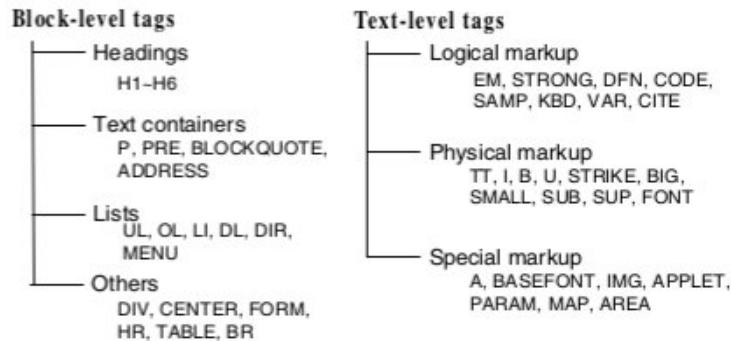 Block-level tags
Headings
H1–H6
Text containers
P, PRE, BLOCKQUOTE,
ADDRESS
Lists
UL, OL, LI, DL, DIR,
MENU
Others
DIV, CENTER, FORM,
HR, TABLE, BR
Text-level tags
Logical markup
EM, STRONG, DFN, CODE,
SAMP, KBD, VAR, CITE
Physical markup
TT, I, B, U, STRIKE, BIG,
SMALL, SUB, SUP, FONT
Special markup
A, BASEFONT, IMG, APPLET,
PARAM, MAP, AREA